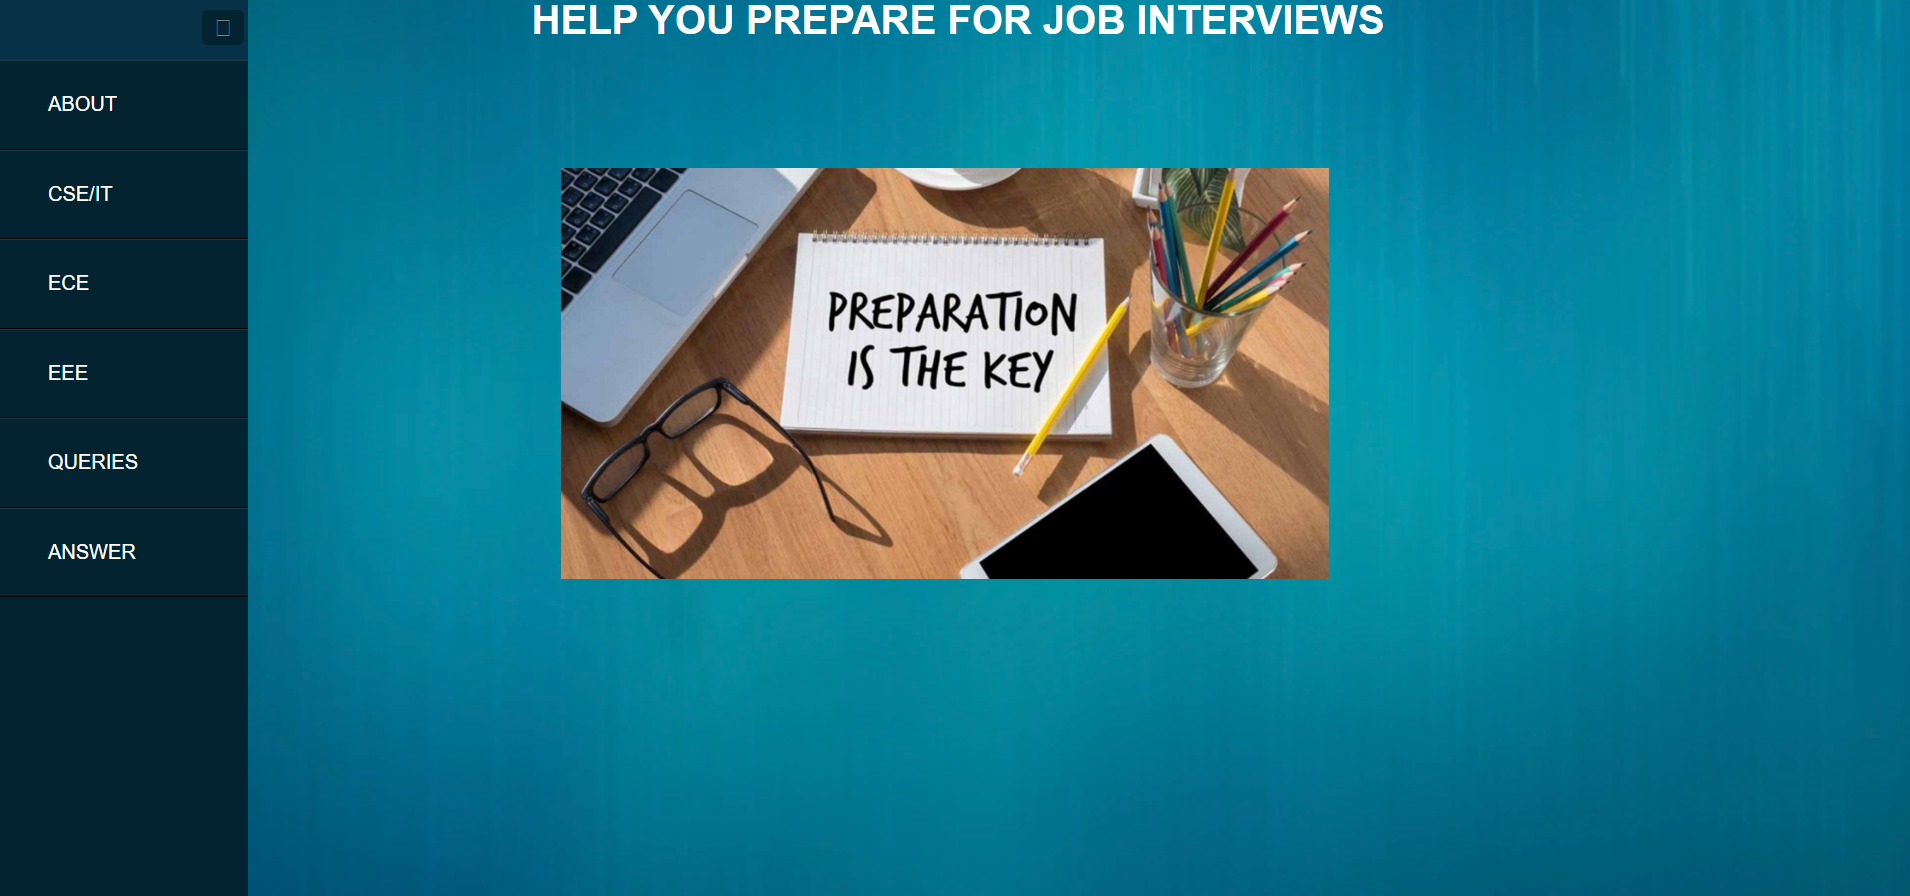 HELP YOU PREPARE FOR JOB INTERVIEWS
ABOUT
CSE/IT
ECE
EEE
QUERIES
ANSWER
PREPARATION
IS THE KEY